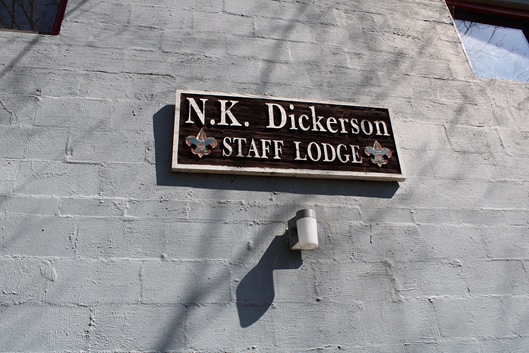 N.K. Dickerson
STAFF LODGE